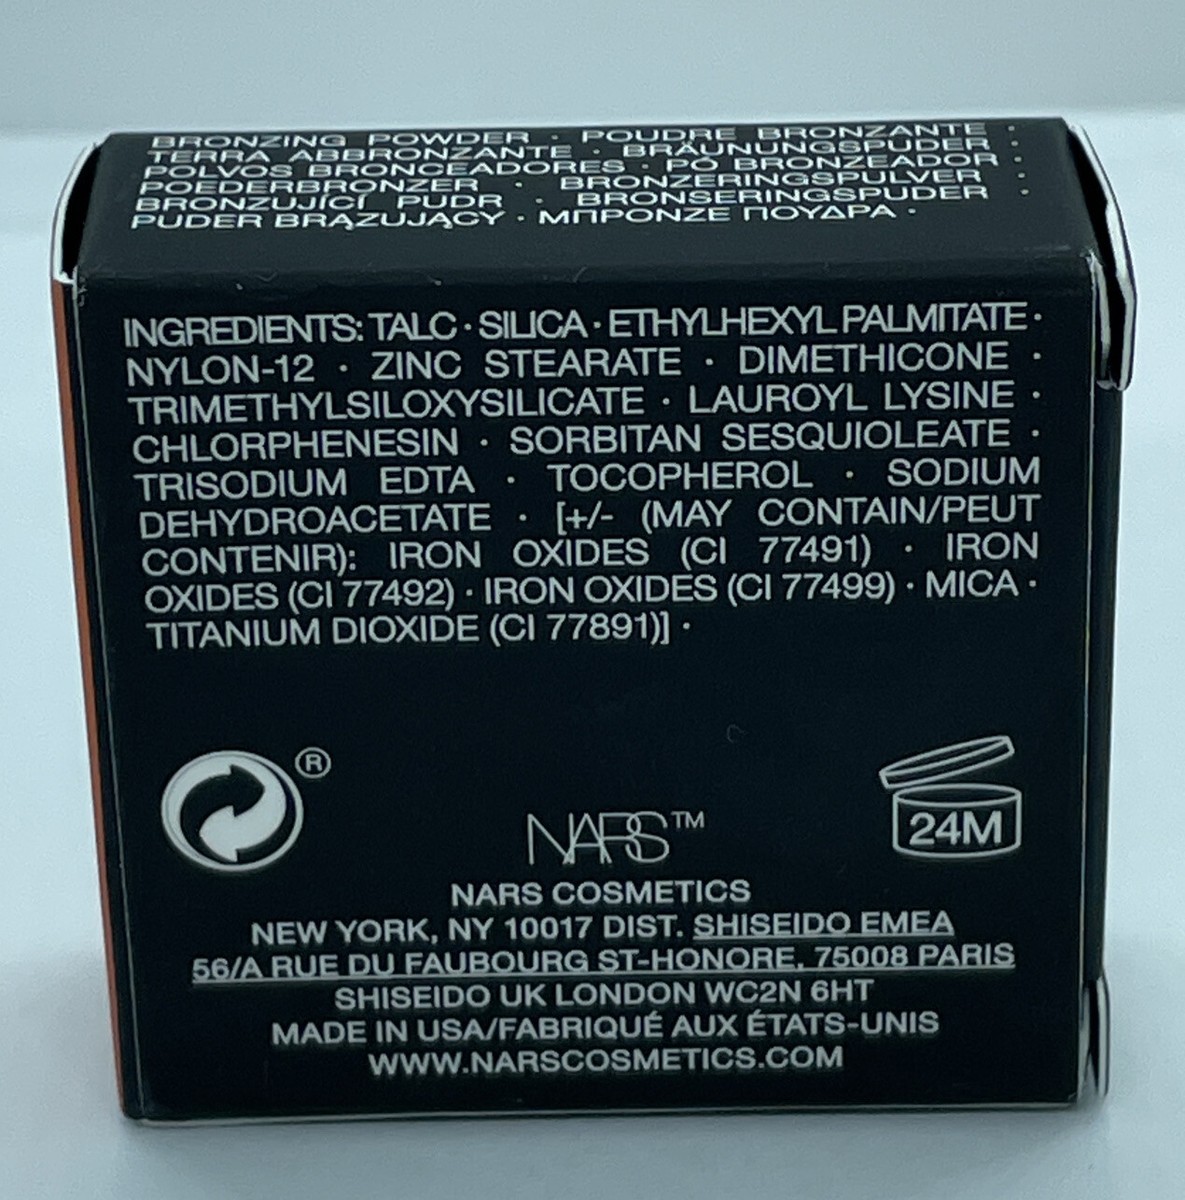 BRONZING POWDER · POUDRE BRONZANTE ·
TERRA ABBRONZANTE · BRÄUNUNGSPUDER ·
POLVOS BRONCEADORES · PÓ BRONZEADOR ·
POEDERBRONZER · BRONZERINGSPULVER ·
BRONZUJÍCÍ PUDR · BRONSERINGSPUDER ·
PUDER BRĄZUJĄCY · ΜΠΡΟΝΖΕ ΠΟΥΔΡΑ ·
INGREDIENTS: TALC · SILICA · ETHYLHEXYL PALMITATE ·
NYLON-12 · ZINC STEARATE · DIMETHICONE ·
TRIMETHYLSILOXYSILICATE · LAUROYL LYSINE ·
CHLORPHENESIN · SORBITAN SESQUIOLEATE ·
TRISODIUM EDTA · TOCOPHEROL · SODIUM
DEHYDROACETATE · [+/- (MAY CONTAIN/PEUT
CONTENIR): IRON OXIDES (CI 77491) · IRON
OXIDES (CI 77492) · IRON OXIDES (CI 77499) · MICA ·
TITANIUM DIOXIDE (CI 77891)] ·
®
24M
NARS™
NARS COSMETICS
NEW YORK, NY 10017 DIST. SHISEIDO EMEA
56/A RUE DU FAUBOURG ST-HONORE, 75008 PARIS
SHISEIDO UK LONDON WC2N 6HT
MADE IN USA/FABRIQUÉ AUX ÉTATS-UNIS
WWW.NARSCOSMETICS.COM